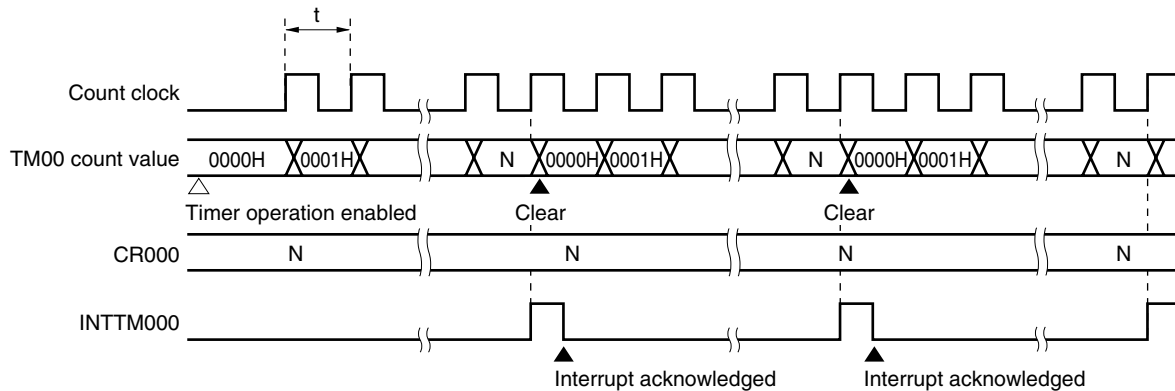 t
Count clock
TM00 count value 0000H 0001H N 0000H 0001H N 0000H 0001H N
Timer operation enabled Clear Clear
CR000 N N N N
INTTM000
Interrupt acknowledged Interrupt acknowledged